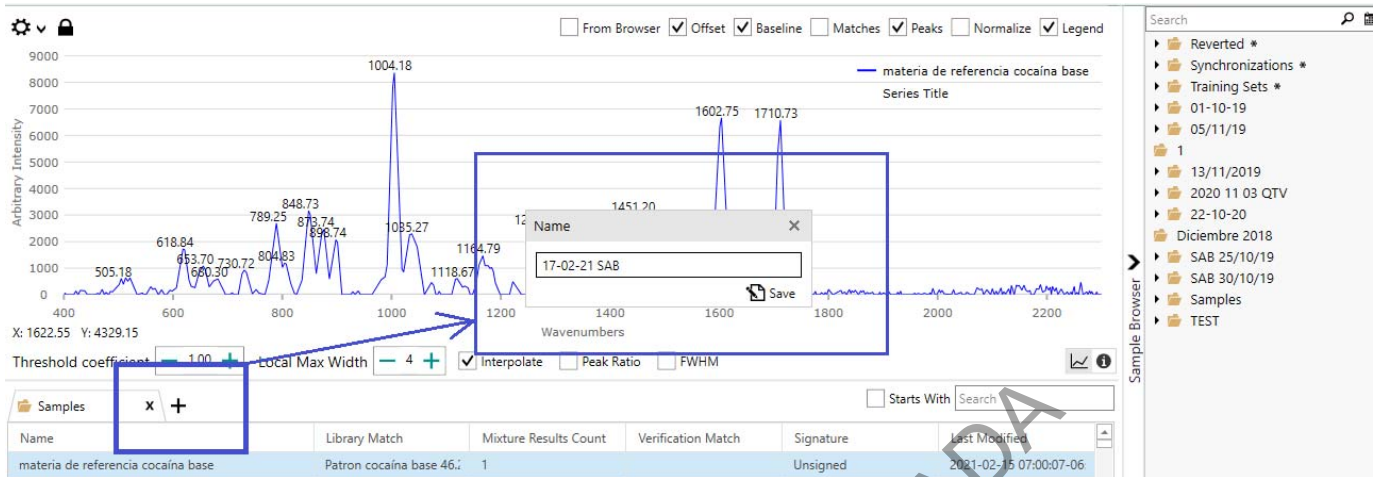 From Browser Offset Baseline Matches Peaks Normalize Legend
9000
8000
7000
6000
5000
4000
3000
2000
1000
0
Arbitrary Intensity
1004.18
materia de referencia cocaína base
Series Title
1602.75
1710.73
1451.20
848.73
789.25
873.74
898.74
1035.27
618.84
653.70
680.30
730.72
804.83
505.18
1164.79
1118.67
400 600 800 1000 1200 1400 1600 1800 2000 2200
Wavenumbers
Name
17-02-21 SAB
Save
X: 1622.55 Y: 4329.15
Threshold coefficient 1.00 Local Max Width 4 Interpolate Peak Ratio FWHM
Samples x + Starts With Search
Name Library Match Mixture Results Count Verification Match Signature Last Modified
materia de referencia cocaína base Patron cocaína base 46.2 1 Unsigned 2021-02-15 07:00:07-06:
Sample Browser
Search
Reverted *
Synchronizations *
Training Sets *
01-10-19
05/11/19
1
13/11/2019
2020 11 03 QTV
22-10-20
Diciembre 2018
SAB 25/10/19
SAB 30/10/19
Samples
TEST